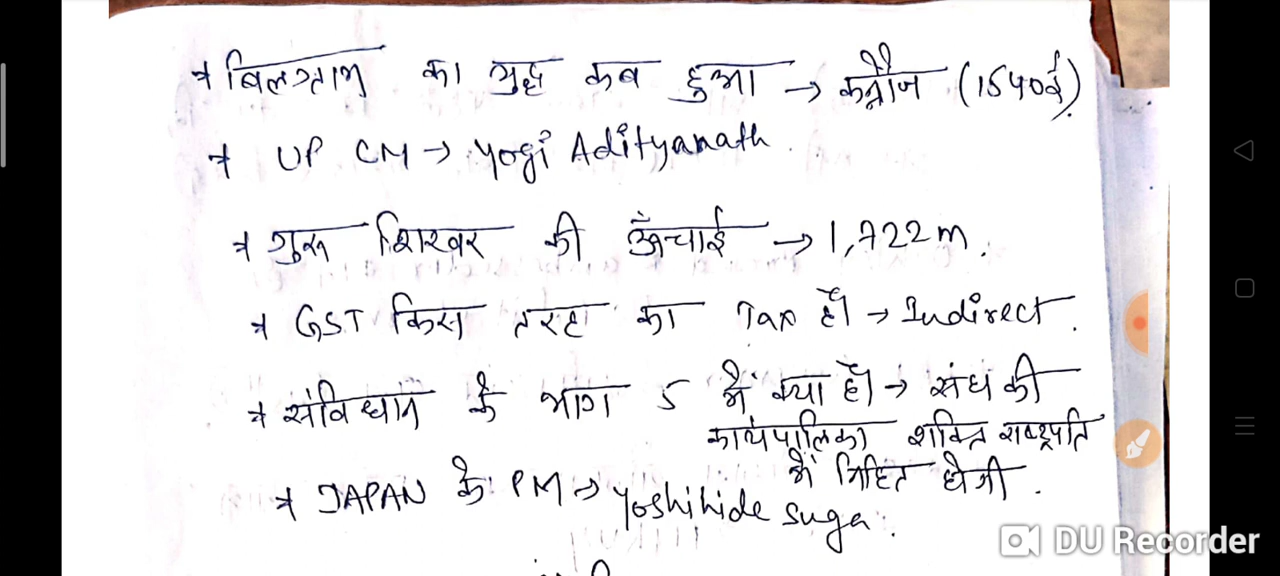 * बिलग्राम का युद्ध कब हुआ → कन्नौज (1540ई).
* UP CM → Yogi Adityanath.
* गुरु शिखर की ऊँचाई → 1,722 m.
* GST किस तरह का Tax है → Indirect.
* संविधान के भाग 5 में क्या है → संघ की
कार्यपालिका शक्ति राष्ट्रपति
में निहित होगी.
* JAPAN के PM → Yoshihide
Suga.
DU Recorder